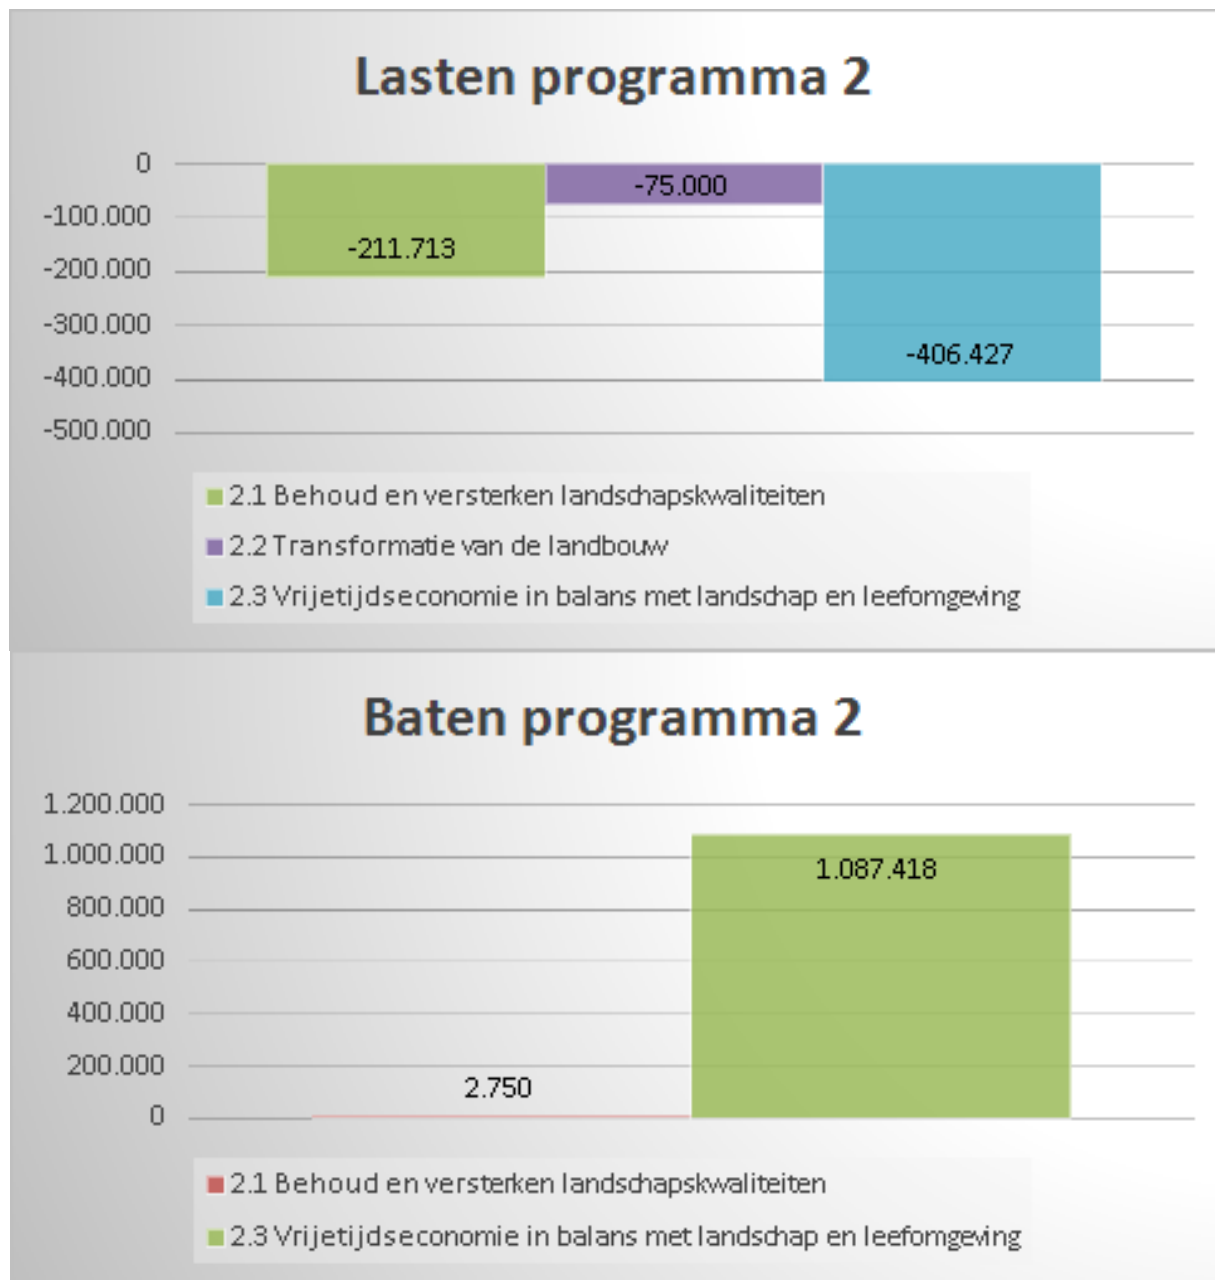 Lasten programma 2
0
-100.000
-200.000
-300.000
-400.000
-500.000
-211.713
-75.000
-406.427
2.1 Behoud en versterken landschapskwaliteiten
2.2 Transformatie van de landbouw
2.3 Vrijetijdseconomie in balans met landschap en leefomgeving
Baten programma 2
1.200.000
1.000.000
800.000
600.000
400.000
200.000
0
2.750
1.087.418
2.1 Behoud en versterken landschapskwaliteiten
2.3 Vrijetijdseconomie in balans met landschap en leefomgeving